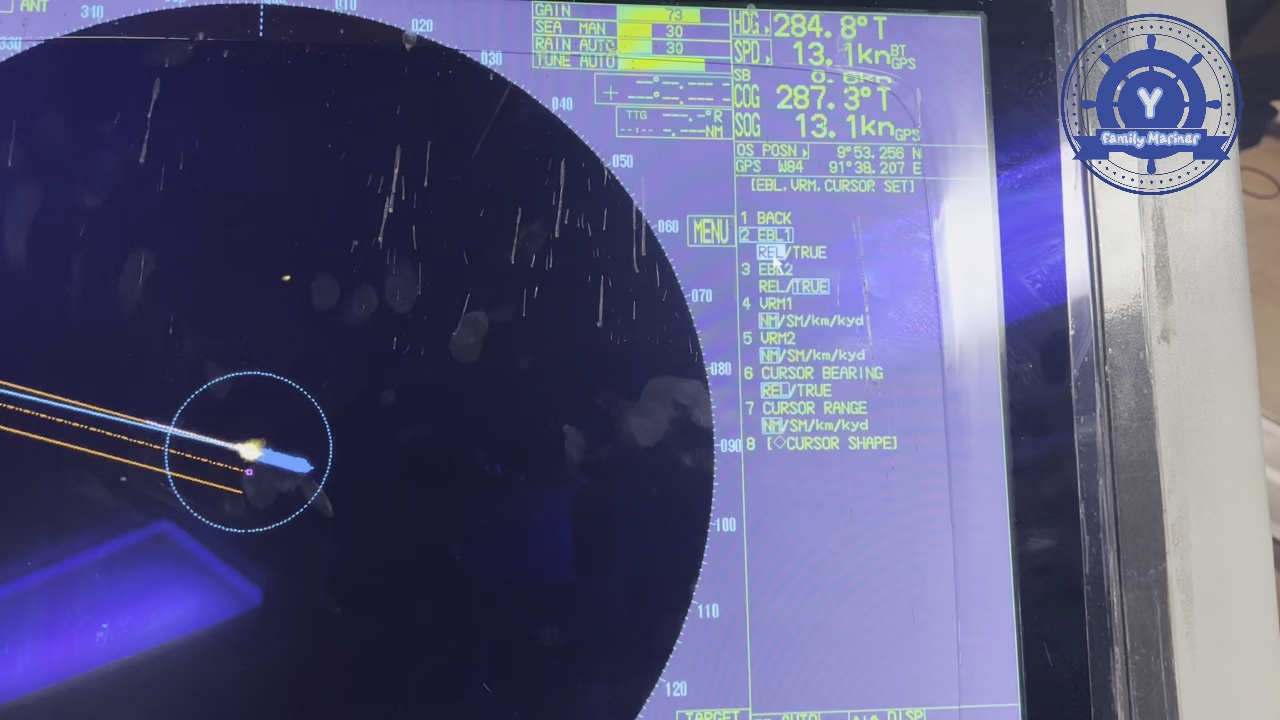 ANT
310
010
020
030
330
040
050
060
070
080
090
100
110
120
GAIN 73
SEA MAN 30
RAIN AUTO 30
TUNE AUTO
+ --°--.--- -
---°--.--- -
TTG ---.-°R
--:-- -.---NM
HDG 284.8°T
SPD 13.1kn BT GPS
SB 0.6kn
COG 287.3°T
SOG 13.1kn GPS
OS POSN 9°53.256 N
GPS W84 91°38.207 E
[EBL,VRM,CURSOR SET]
MENU
1 BACK
2 EBL1
REL/TRUE
3 EBL2
REL/TRUE
4 VRM1
NM/SM/km/kyd
5 VRM2
NM/SM/km/kyd
6 CURSOR BEARING
REL/TRUE
7 CURSOR RANGE
NM/SM/km/kyd
8 [◇CURSOR SHAPE]
TARGET
AUTO
DISP
Y
family Mariner